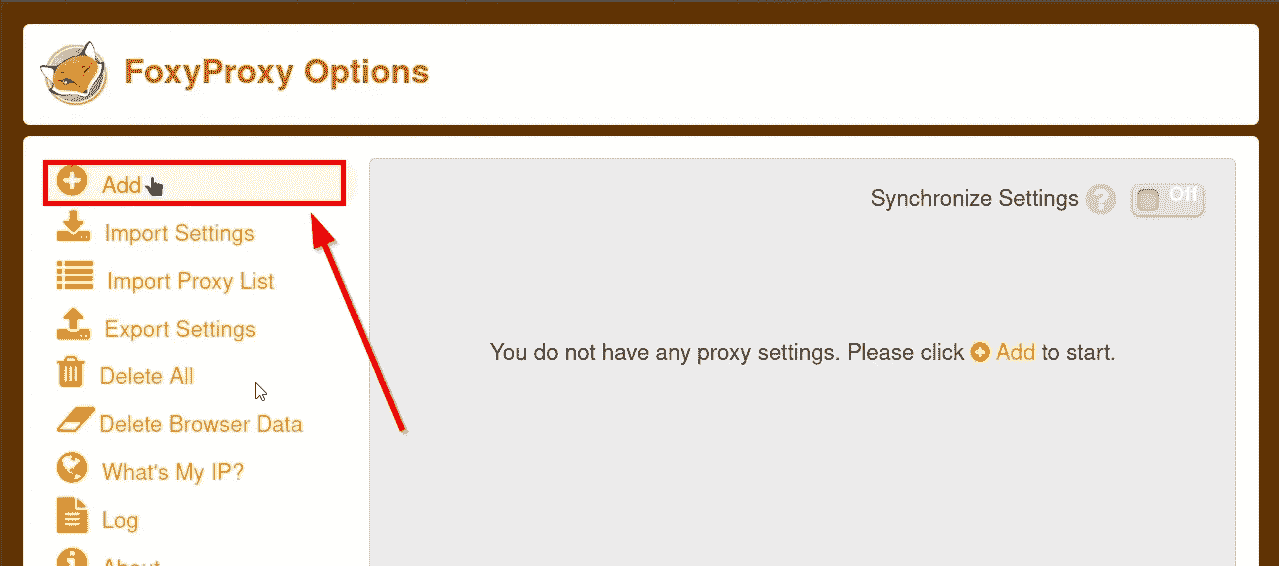 FoxyProxy Options
Add
Import Settings
Import Proxy List
Export Settings
Delete All
Delete Browser Data
What's My IP?
Log
About
Synchronize Settings ? Off
You do not have any proxy settings. Please click Add to start.